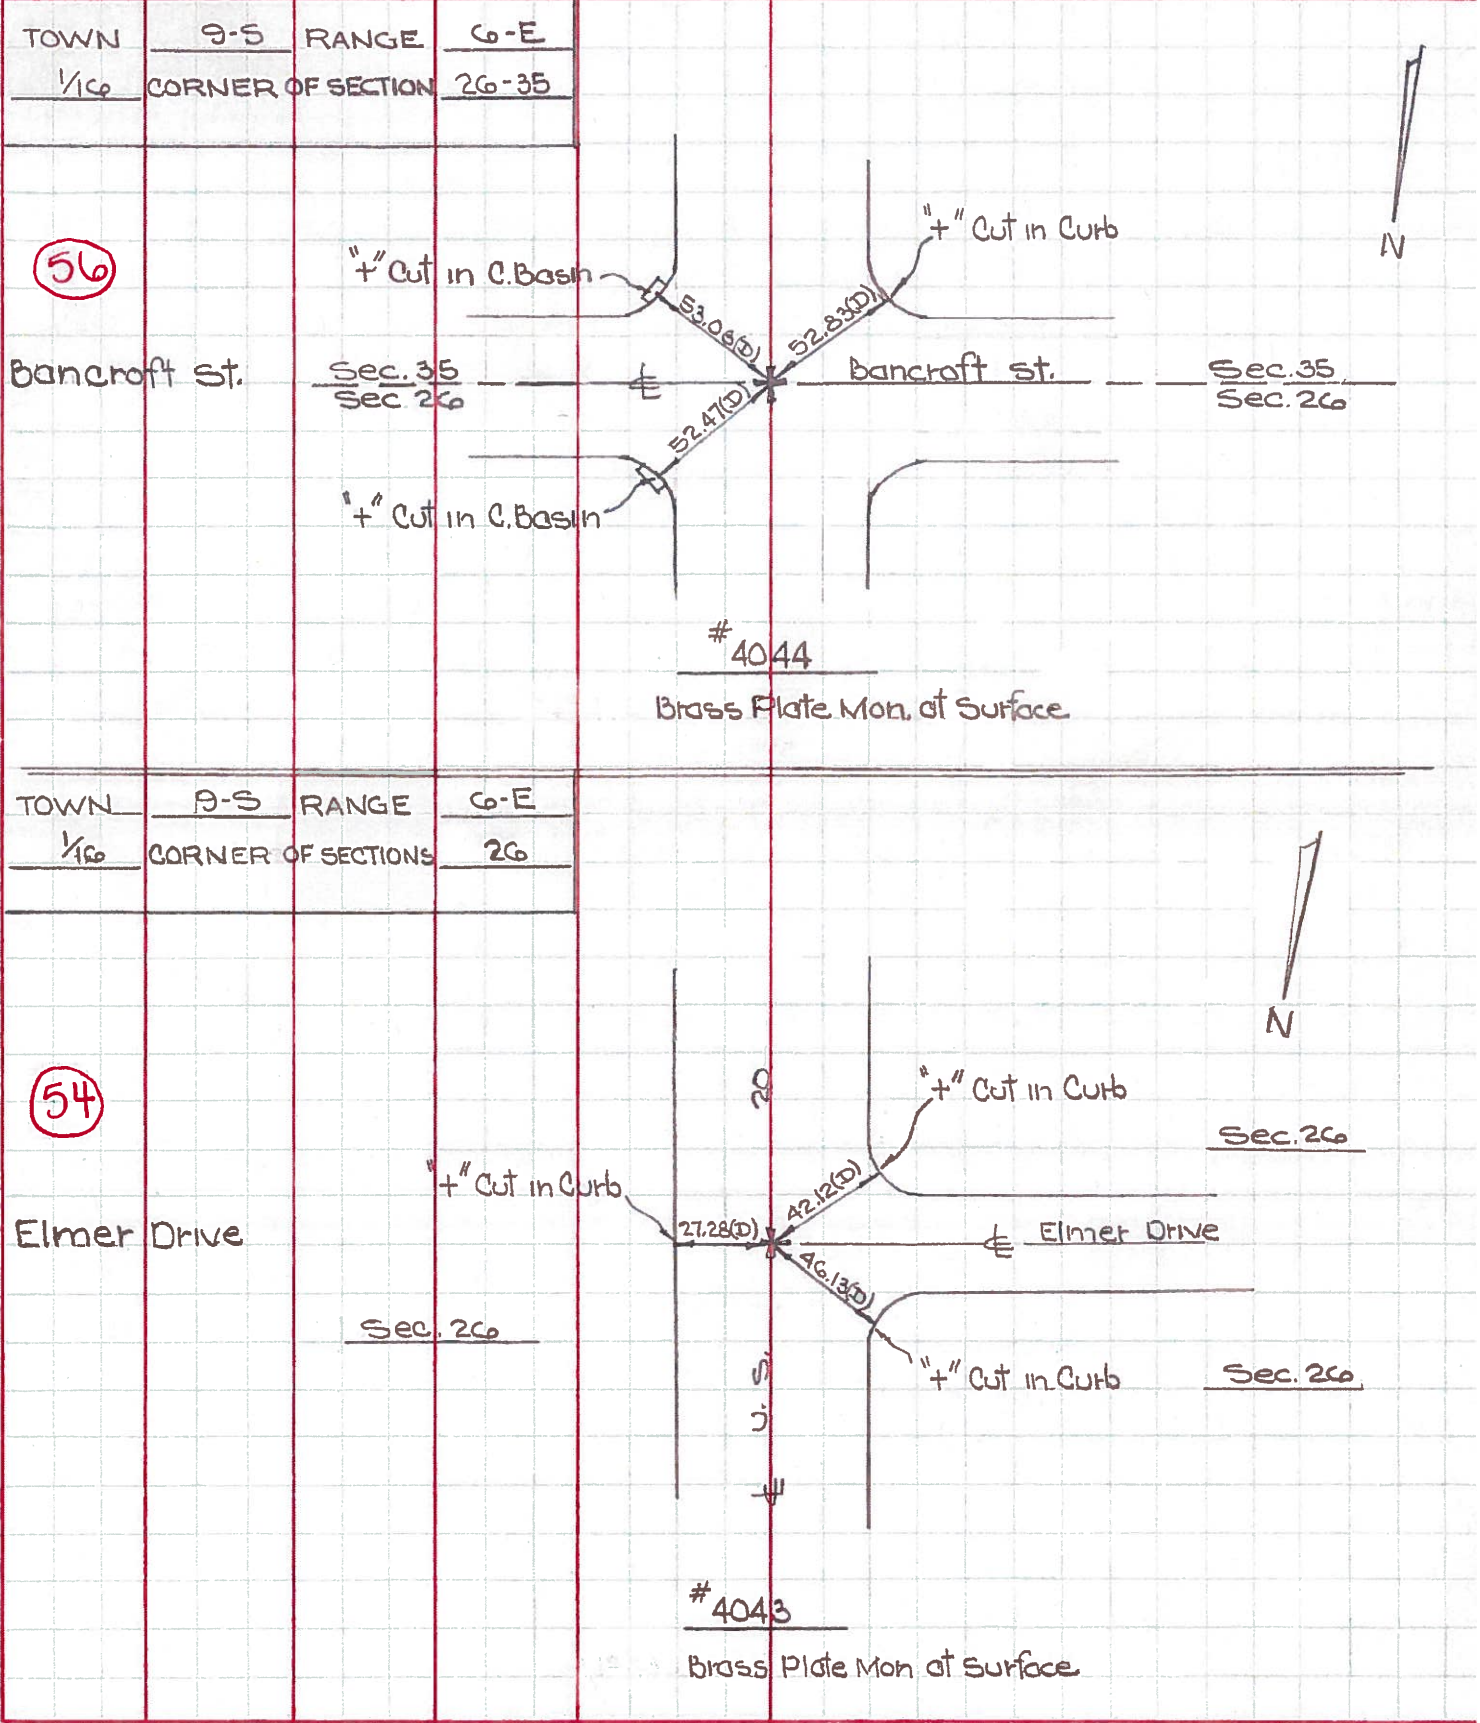 TOWN 9-S RANGE 6-E
1/16 CORNER OF SECTION 26-35
N
"+" Cut in Curb
56
"+" Cut in C.Basin
53.08(D)
52.83(D)
Bancroft St.
Sec. 35
Sec. 26
℄
Bancroft St.
Sec. 35
Sec. 26
52.47(D)
"+" Cut in C.Basin
#4044
Brass Plate Mon. at Surface
TOWN 9-S RANGE 6-E
1/16 CORNER OF SECTIONS 26
N
54
20
"+" Cut in Curb
Sec. 26
"+" Cut in Curb
42.12(D)
Elmer Drive
27.28(D)
℄ Elmer Drive
46.13(D)
Sec. 26
"+" Cut in Curb
Sec. 26
℄ U. S.
#4043
Brass Plate Mon at Surface